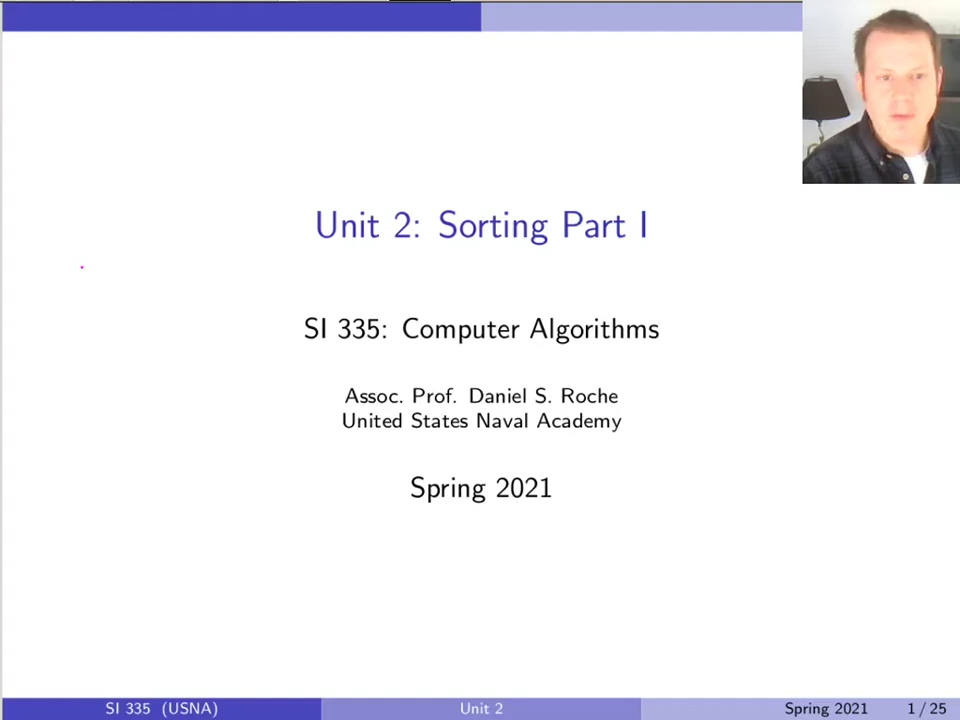 Unit 2: Sorting Part I
SI 335: Computer Algorithms
Assoc. Prof. Daniel S. Roche
United States Naval Academy
Spring 2021
SI 335 (USNA) Unit 2 Spring 2021 1 / 25